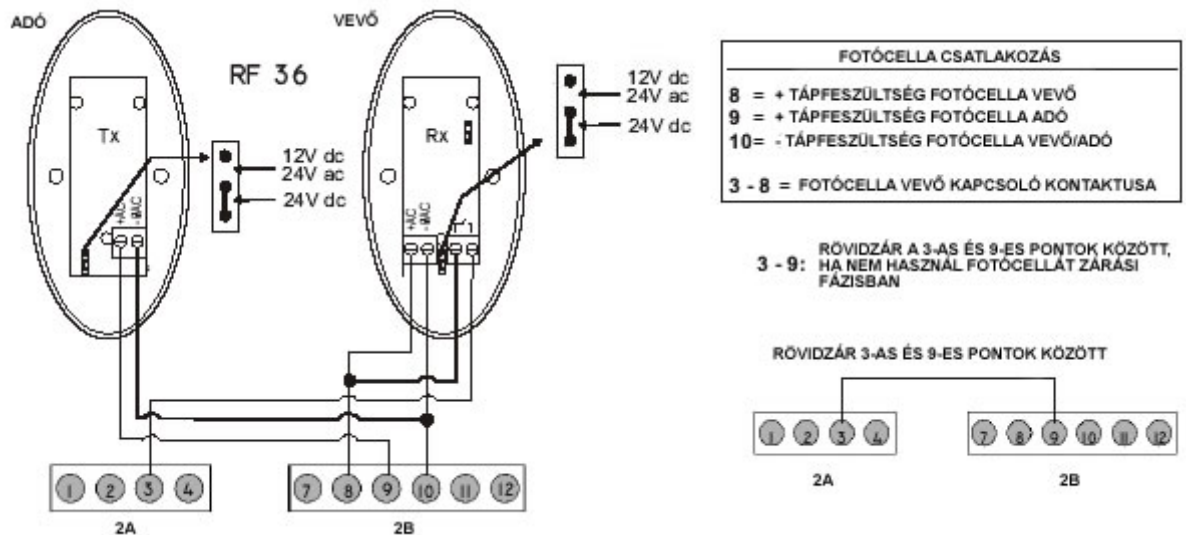 ADÓ
VEVŐ
RF 36
Tx
Rx
12V dc
24V ac
24V dc
12V dc
24V ac
24V dc
+AC
+AC
1 2 3 4
7 8 9 10 11 12
2A
2B
FOTÓCELLA CSATLAKOZÁS
8 = + TÁPFESZÜLTSÉG FOTÓCELLA VEVŐ
9 = + TÁPFESZÜLTSÉG FOTÓCELLA ADÓ
10= - TÁPFESZÜLTSÉG FOTÓCELLA VEVŐ/ADÓ
3 - 8 = FOTÓCELLA VEVŐ KAPCSOLÓ KONTAKTUSA
3 - 9: RÖVIDZÁR A 3-AS ÉS 9-ES PONTOK KÖZÖTT,
HA NEM HASZNÁL FOTÓCELLÁT ZÁRÁSI
FÁZISBAN
RÖVIDZÁR 3-AS ÉS 9-ES PONTOK KÖZÖTT
1 2 3 4
7 8 9 10 11 12
2A
2B